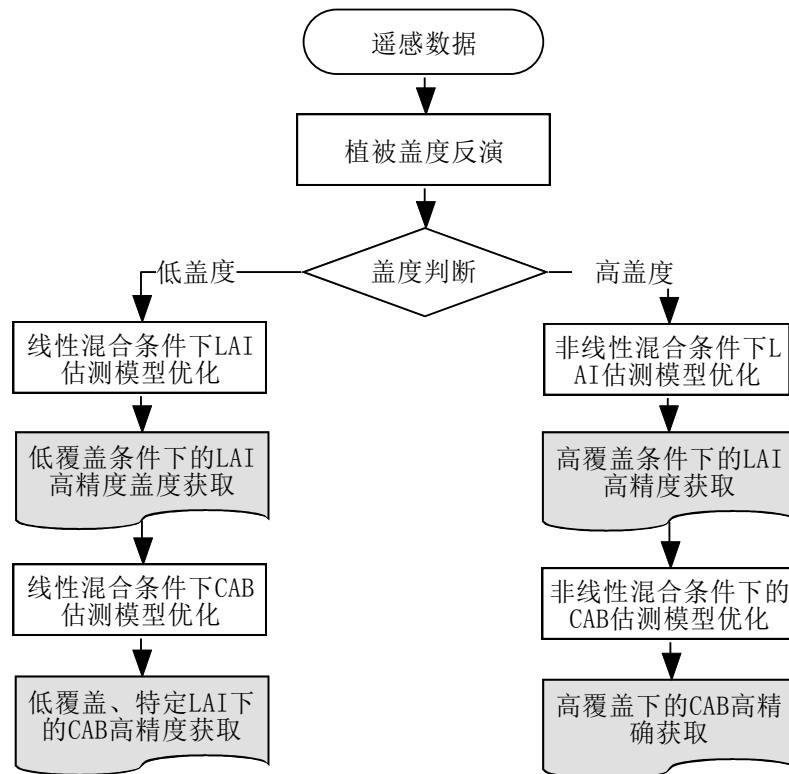 遥感数据
植被盖度反演
低盖度
盖度判断
高盖度
线性混合条件下LAI
估测模型优化
非线性混合条件下L
AI估测模型优化
低覆盖条件下的LAI
高精度盖度获取
高覆盖条件下的LAI
高精度获取
线性混合条件下CAB
估测模型优化
非线性混合条件下的
CAB估测模型优化
低覆盖、特定LAI下
的CAB高精度获取
高覆盖下的CAB高精
确获取